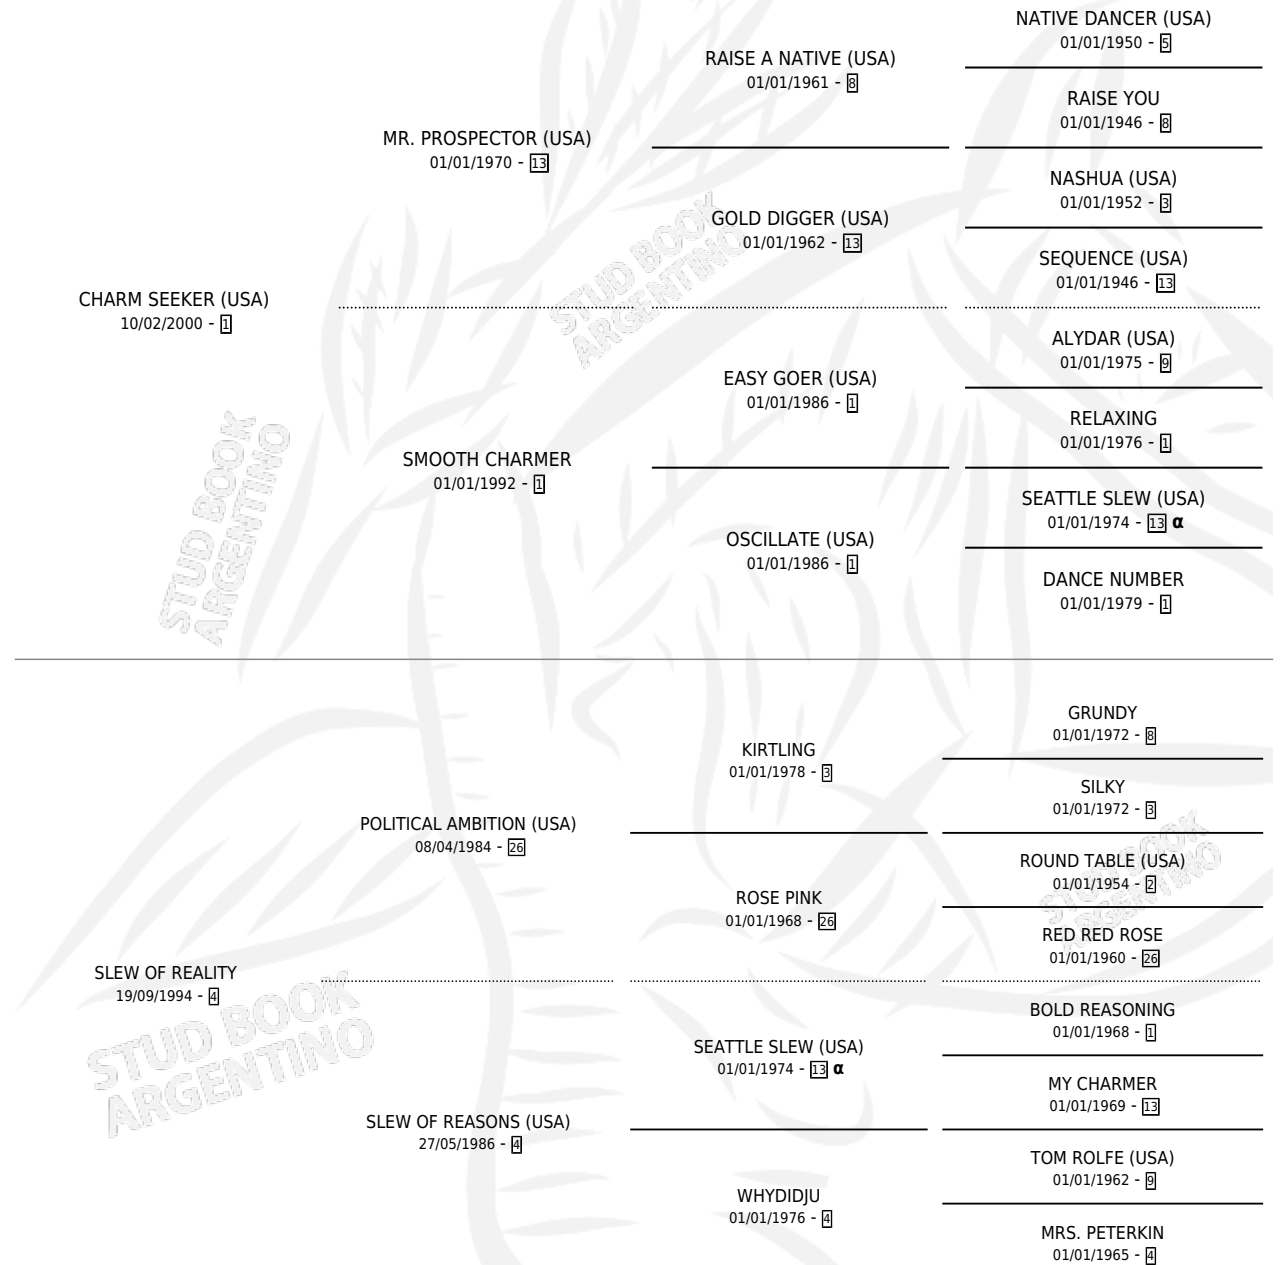 NATIVE DANCER (USA)
01/01/1950 - 5
RAISE A NATIVE (USA)
01/01/1961 - 8
RAISE YOU
01/01/1946 - 8
MR. PROSPECTOR (USA)
01/01/1970 - 13
NASHUA (USA)
01/01/1952 - 3
GOLD DIGGER (USA)
01/01/1962 - 13
SEQUENCE (USA)
01/01/1946 - 13
CHARM SEEKER (USA)
10/02/2000 - 1
ALYDAR (USA)
01/01/1975 - 9
EASY GOER (USA)
01/01/1986 - 1
RELAXING
01/01/1976 - 1
SMOOTH CHARMER
01/01/1992 - 1
SEATTLE SLEW (USA)
01/01/1974 - 13 α
OSCILLATE (USA)
01/01/1986 - 1
DANCE NUMBER
01/01/1979 - 1
GRUNDY
01/01/1972 - 8
KIRTLING
01/01/1978 - 3
SILKY
01/01/1972 - 3
POLITICAL AMBITION (USA)
08/04/1984 - 26
ROUND TABLE (USA)
01/01/1954 - 2
ROSE PINK
01/01/1968 - 26
RED RED ROSE
01/01/1960 - 26
SLEW OF REALITY
19/09/1994 - 4
BOLD REASONING
01/01/1968 - 1
SEATTLE SLEW (USA)
01/01/1974 - 13 α
MY CHARMER
01/01/1969 - 13
SLEW OF REASONS (USA)
27/05/1986 - 4
TOM ROLFE (USA)
01/01/1962 - 9
WHYDIDJU
01/01/1976 - 4
MRS. PETERKIN
01/01/1965 - 4
STUD BOOK
ARGENTINO
STUD BOOK
ARGENTINO
STUD BOOK
ARGENTINO
STUD BOOK
ARGENTINO